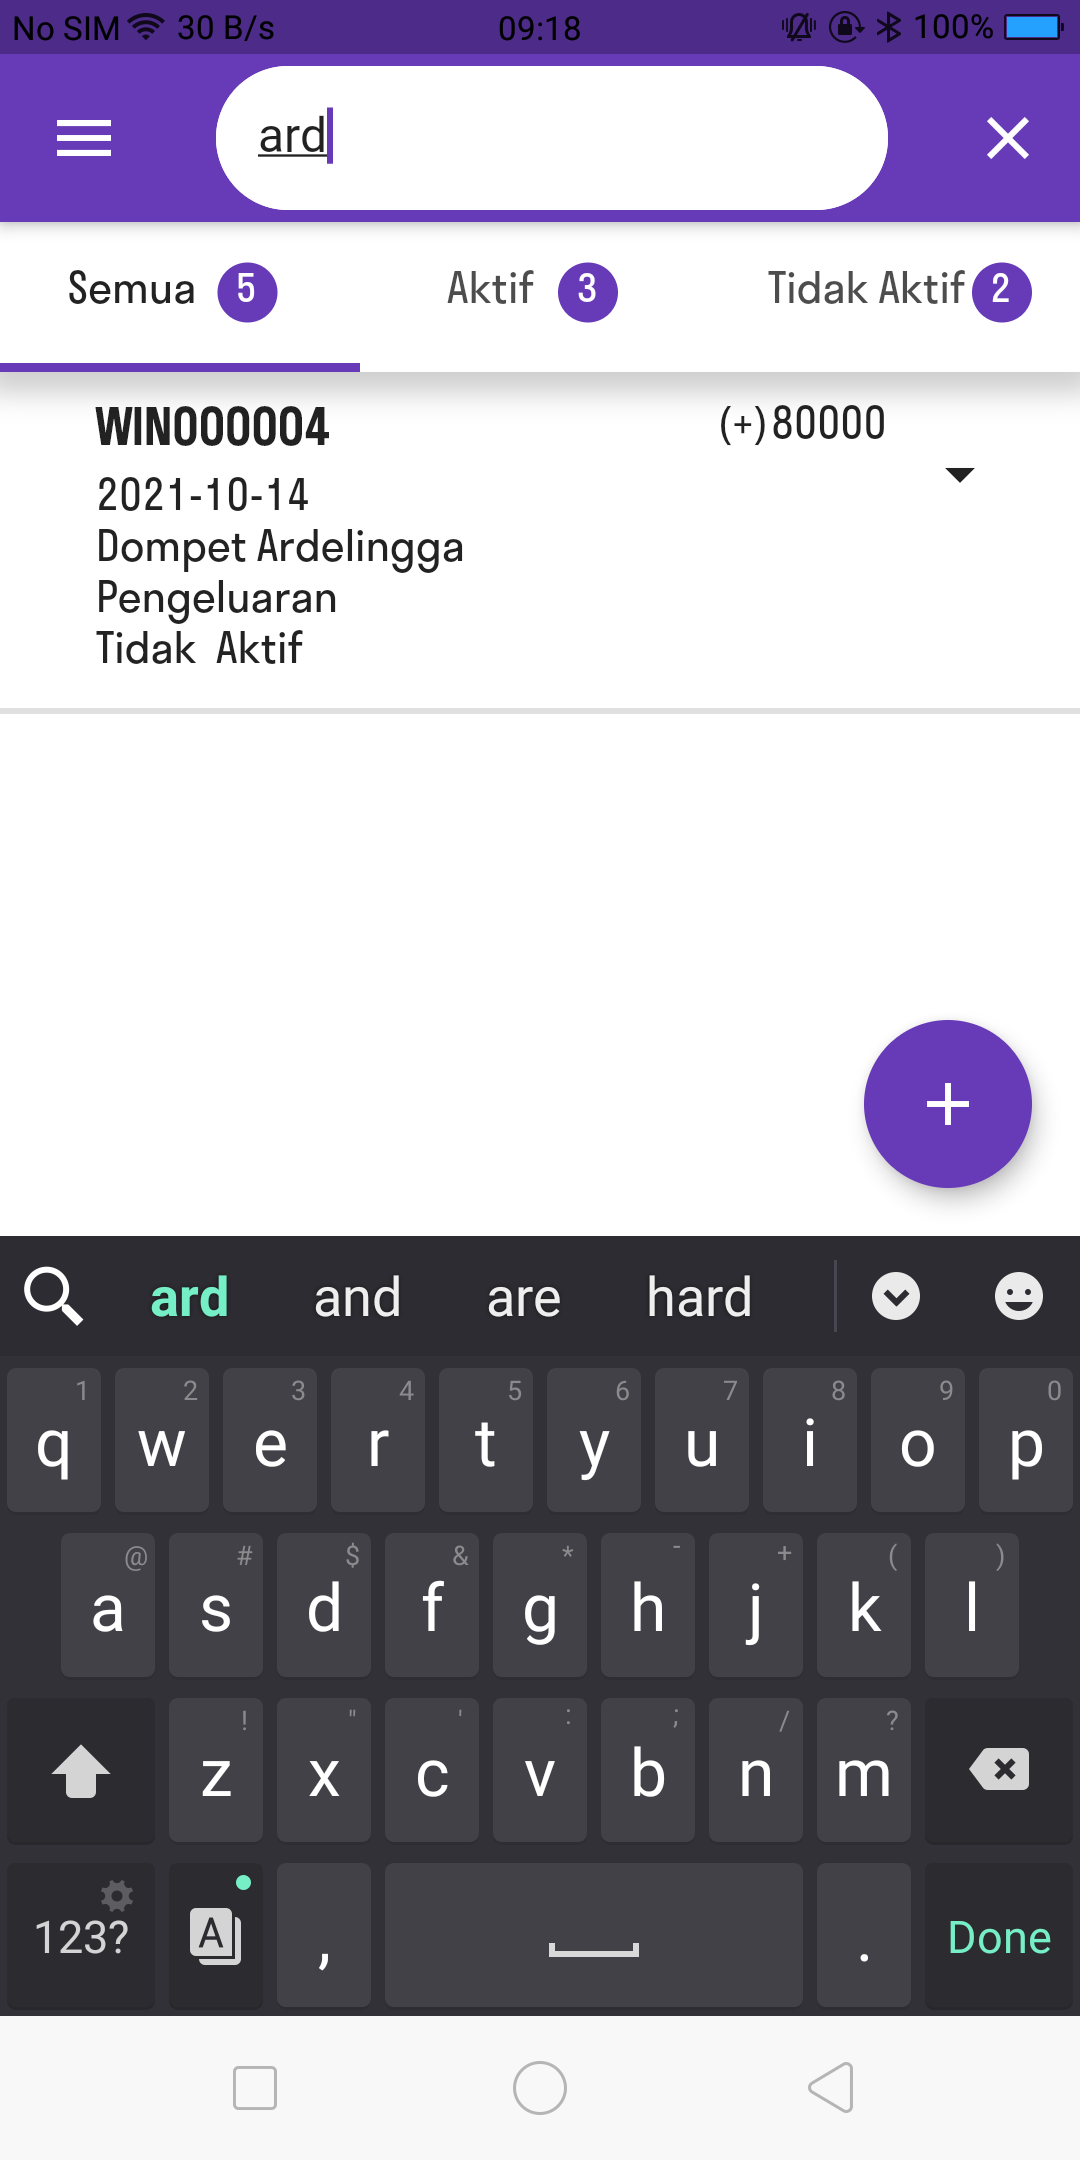 No SIM 30 B/s 09:18 100%
ard
Semua 5 Aktif 3 Tidak Aktif 2
WIN000004 (+)80000
2021-10-14
Dompet Ardelingga
Pengeluaran
Tidak Aktif
ard and are hard
1 2 3 4 5 6 7 8 9 0
q w e r t y u i o p
@ # $ & * - + ( )
a s d f g h j k l
! " ' : ; / ?
z x c v b n m
123? A , . Done